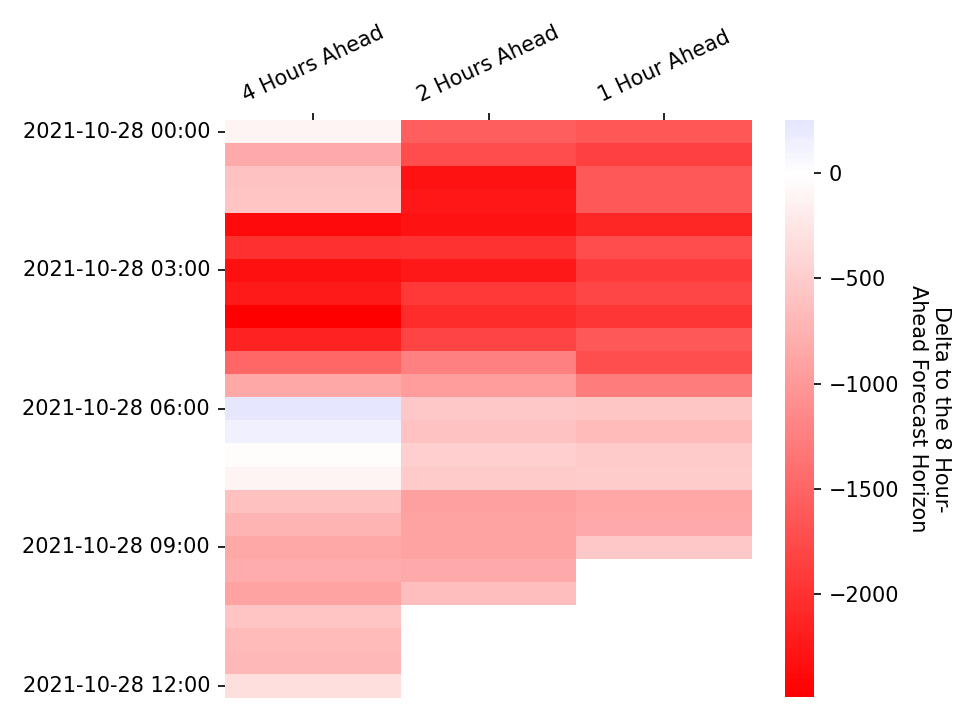 4 Hours Ahead
2 Hours Ahead
1 Hour Ahead
2021-10-28 00:00
2021-10-28 03:00
2021-10-28 06:00
2021-10-28 09:00
2021-10-28 12:00
0
−500
−1000
−1500
−2000
Delta to the 8 Hour-
Ahead Forecast Horizon